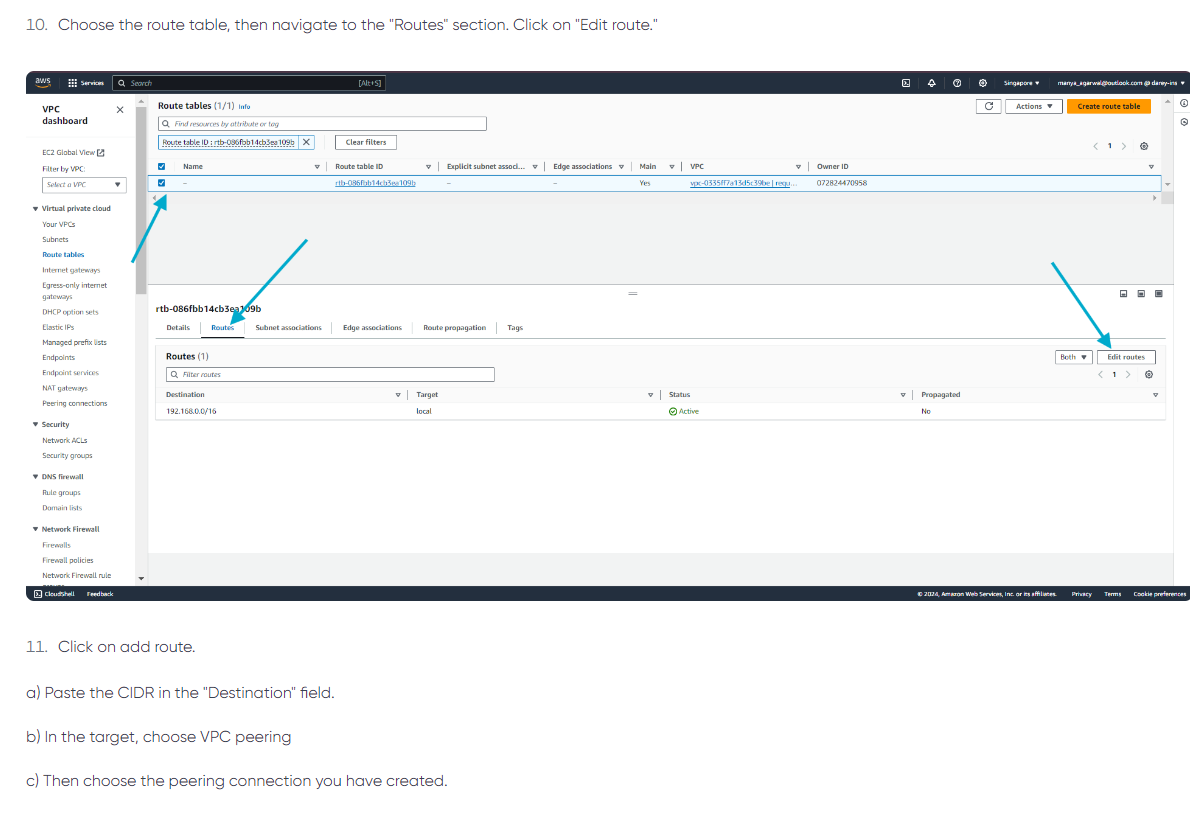 10. Choose the route table, then navigate to the "Routes" section. Click on "Edit route."
aws Services Search [Alt+S] Singapore manya_agarwal@outlook.com @ darey-ins
VPC dashboard
EC2 Global View
Filter by VPC:
Select a VPC
Virtual private cloud
Your VPCs
Subnets
Route tables
Internet gateways
Egress-only internet
gateways
DHCP option sets
Elastic IPs
Managed prefix lists
Endpoints
Endpoint services
NAT gateways
Peering connections
Security
Network ACLs
Security groups
DNS firewall
Rule groups
Domain lists
Network Firewall
Firewalls
Firewall policies
Network Firewall rule
Route tables (1/1) Info
Actions
Create route table
Find resources by attribute or tag
Route table ID : rtb-086fbb14cb3ea109b
Clear filters
1
Name Route table ID Explicit subnet associ... Edge associations Main VPC Owner ID
– rtb-086fbb14cb3ea109b – – Yes vpc-0335ff7a13d5c39be | requ... 072824470958
rtb-086fbb14cb3ea109b
Details Routes Subnet associations Edge associations Route propagation Tags
Routes (1)
Both Edit routes
Filter routes
1
Destination Target Status Propagated
192.168.0.0/16 local Active No
CloudShell Feedback © 2024, Amazon Web Services, Inc. or its affiliates. Privacy Terms Cookie preferences
11. Click on add route.
a) Paste the CIDR in the "Destination" field.
b) In the target, choose VPC peering
c) Then choose the peering connection you have created.